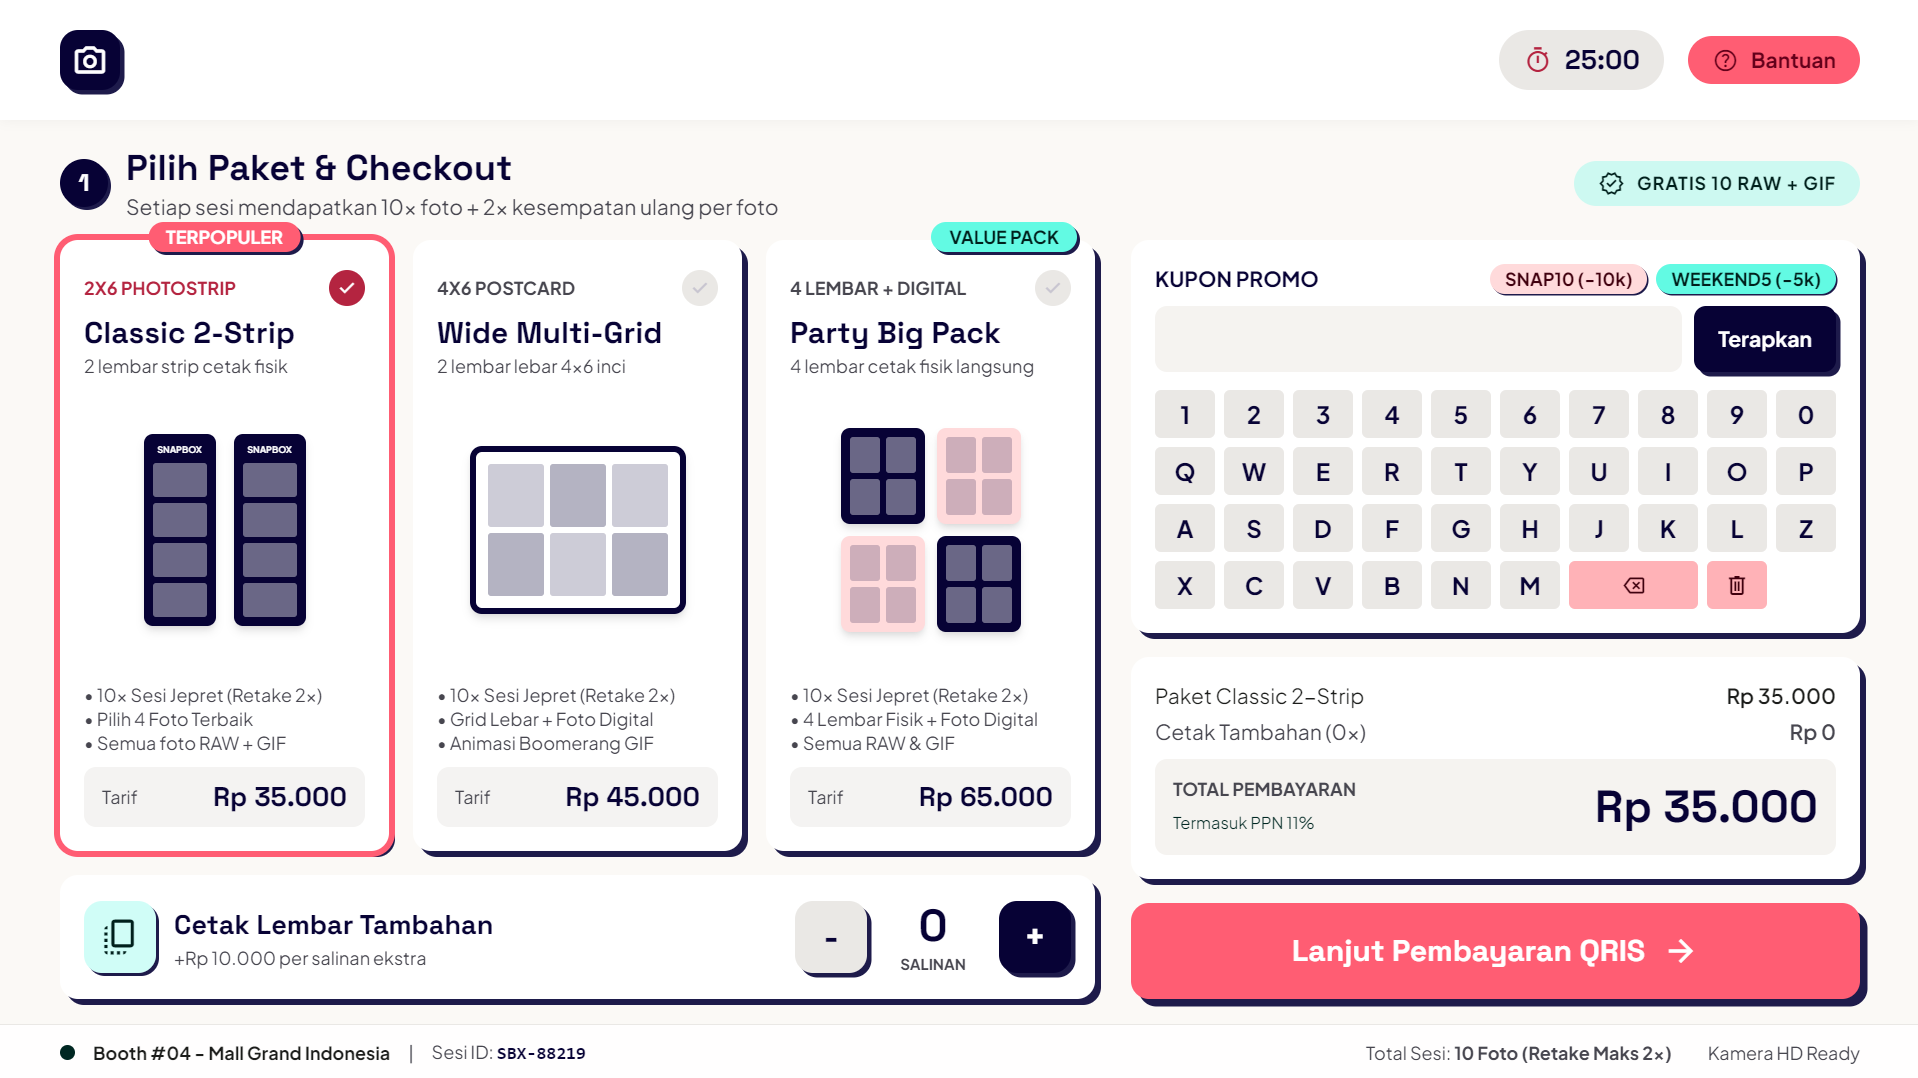 25:00
Bantuan
1
Pilih Paket & Checkout
Setiap sesi mendapatkan 10× foto + 2× kesempatan ulang per foto
GRATIS 10 RAW + GIF
TERPOPULER
2X6 PHOTOSTRIP
Classic 2-Strip
2 lembar strip cetak fisik
SNAPBOX
SNAPBOX
• 10× Sesi Jepret (Retake 2×)
• Pilih 4 Foto Terbaik
• Semua foto RAW + GIF
Tarif
Rp 35.000
4X6 POSTCARD
Wide Multi-Grid
2 lembar lebar 4×6 inci
• 10× Sesi Jepret (Retake 2×)
• Grid Lebar + Foto Digital
• Animasi Boomerang GIF
Tarif
Rp 45.000
VALUE PACK
4 LEMBAR + DIGITAL
Party Big Pack
4 lembar cetak fisik langsung
• 10× Sesi Jepret (Retake 2×)
• 4 Lembar Fisik + Foto Digital
• Semua RAW & GIF
Tarif
Rp 65.000
Cetak Lembar Tambahan
+Rp 10.000 per salinan ekstra
-
0
SALINAN
+
KUPON PROMO
SNAP10 (-10k)
WEEKEND5 (-5k)
Terapkan
1 2 3 4 5 6 7 8 9 0
Q W E R T Y U I O P
A S D F G H J K L Z
X C V B N M
Paket Classic 2-Strip
Rp 35.000
Cetak Tambahan (0×)
Rp 0
TOTAL PEMBAYARAN
Termasuk PPN 11%
Rp 35.000
Lanjut Pembayaran QRIS →
Booth #04 - Mall Grand Indonesia | Sesi ID: SBX-88219
Total Sesi: 10 Foto (Retake Maks 2×)
Kamera HD Ready